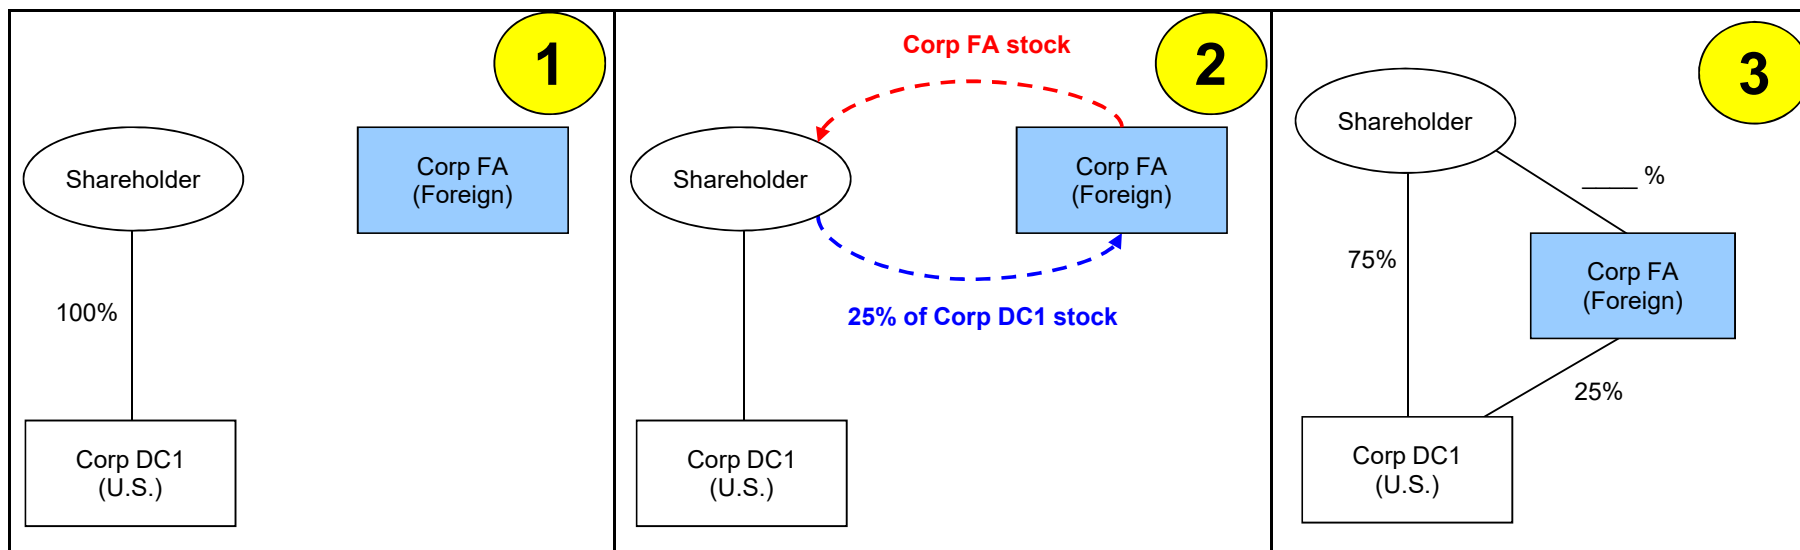 1
Shareholder
Corp FA
(Foreign)
100%
Corp DC1
(U.S.)
2
Corp FA stock
Shareholder
Corp FA
(Foreign)
25% of Corp DC1 stock
Corp DC1
(U.S.)
3
Shareholder
____ %
75%
Corp FA
(Foreign)
25%
Corp DC1
(U.S.)